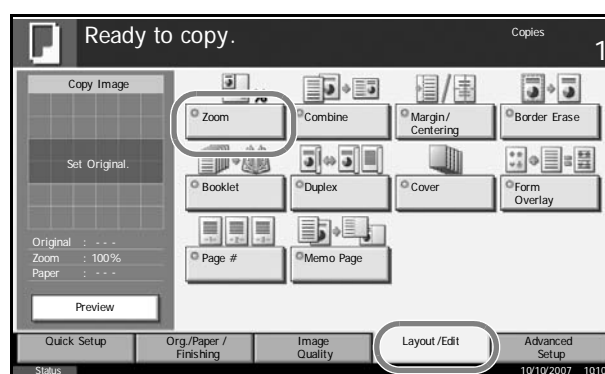 Ready to copy.
Copies
1
Copy Image
Set Original.
Original : - - -
Zoom : 100%
Paper : - - -
Preview
%
Zoom
Combine
Margin/
Centering
Border Erase
Booklet
Duplex
Cover
Form
Overlay
Page #
Memo Page
Quick Setup
Org./Paper /
Finishing
Image
Quality
Layout /Edit
Advanced
Setup
Status
10/10/2007 1010